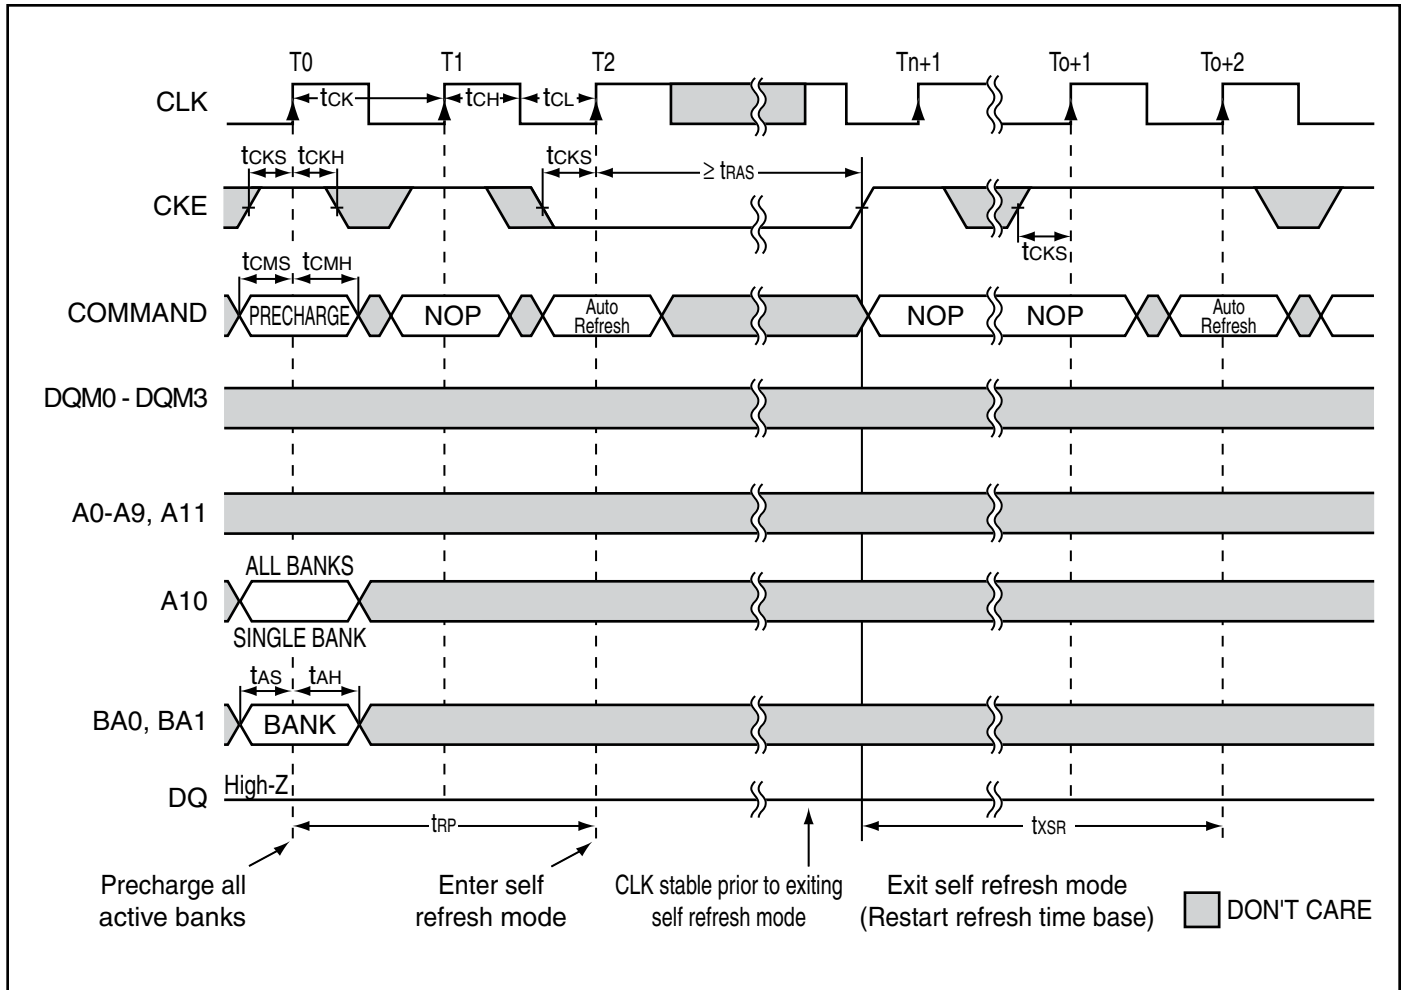 T0 T1 T2 Tn+1 To+1 To+2
CLK tCK tCH tCL
tCKS tCKH tCKS ≥ tRAS
CKE
tCKS
tCMS tCMH
COMMAND PRECHARGE NOP Auto Refresh NOP NOP Auto Refresh
DQM0 - DQM3
A0-A9, A11
ALL BANKS
A10
SINGLE BANK
tAS tAH
BA0, BA1 BANK
DQ High-Z
tRP tXSR
Precharge all
active banks
Enter self
refresh mode
CLK stable prior to exiting
self refresh mode
Exit self refresh mode
(Restart refresh time base)
DON'T CARE